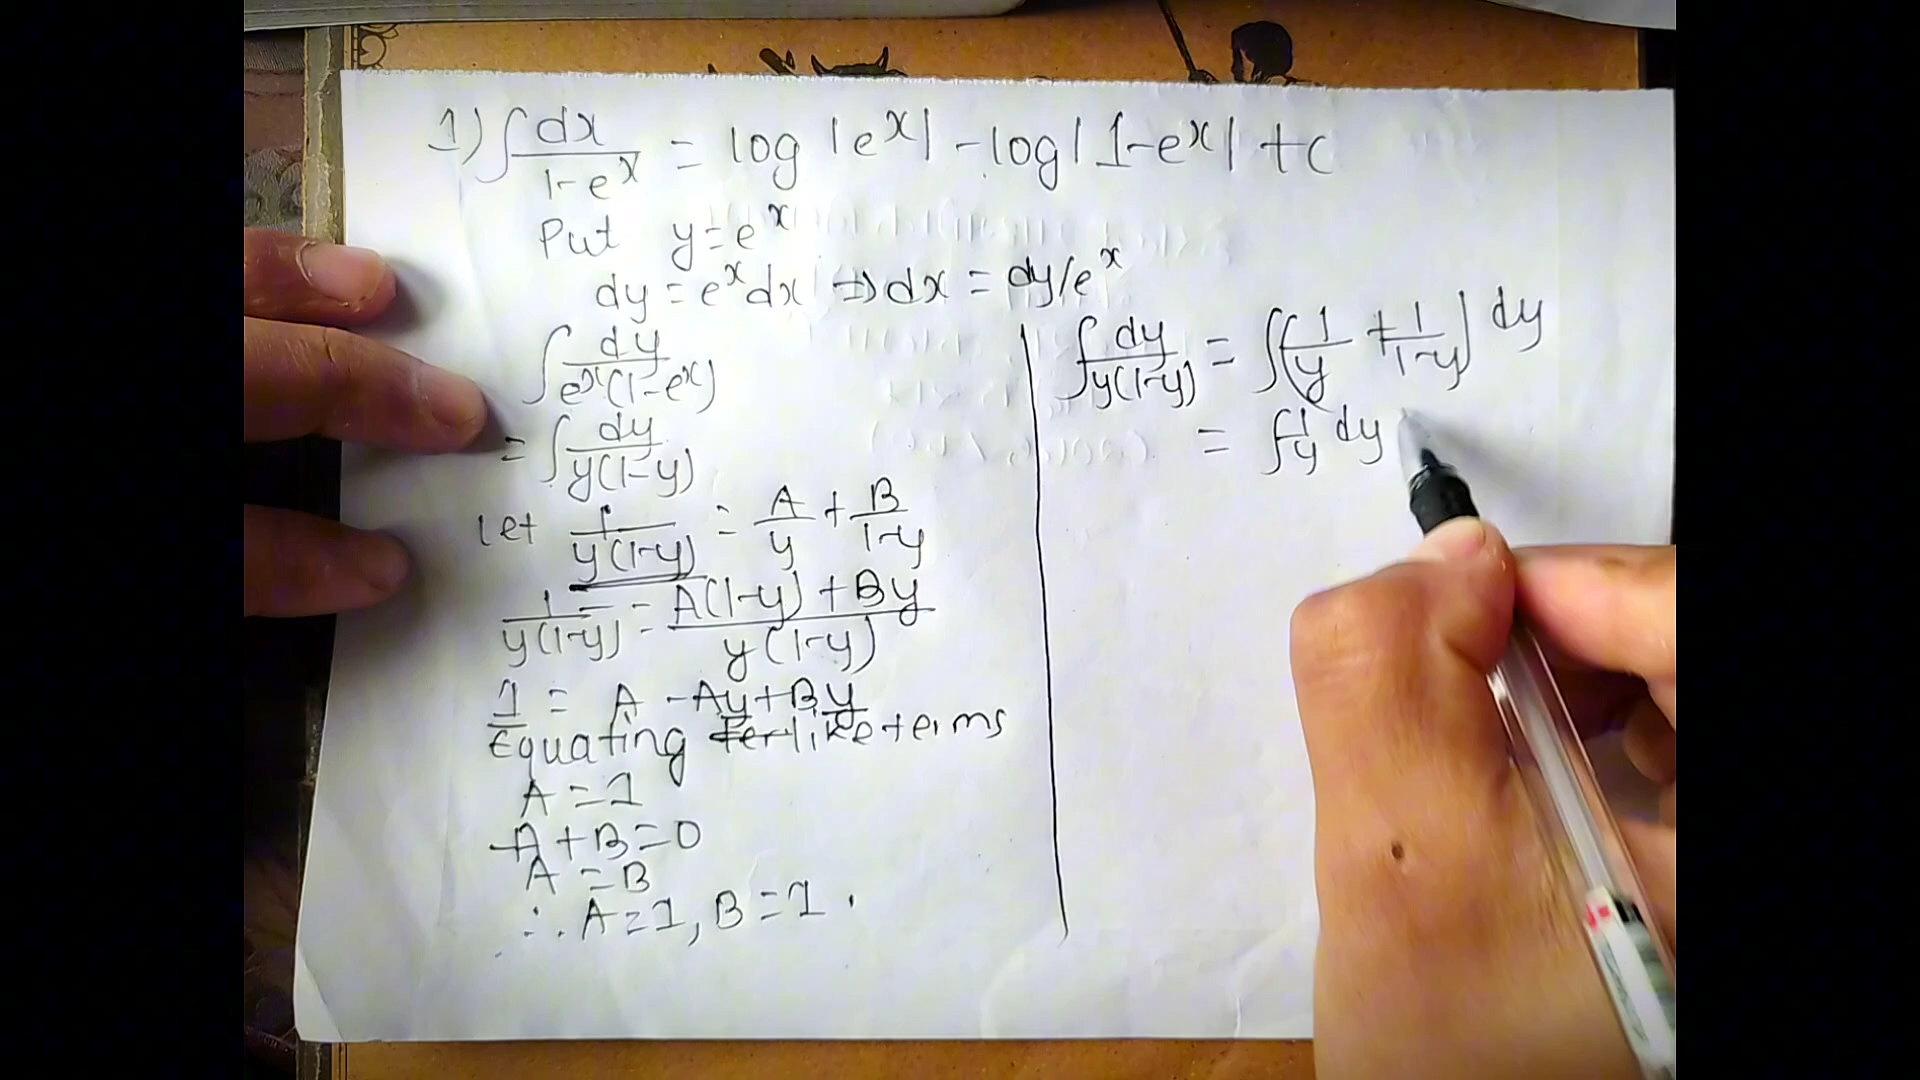 1) ∫ dx/(1-e^x) = log |e^x| - log | 1-e^x| + c
Put y = e^x
dy = e^x dx ⇒ dx = dy/e^x
∫ dy/(e^x(1-e^x))
= ∫ dy/(y(1-y))
Let 1/(y(1-y)) = A/y + B/(1-y)
1/(y(1-y)) = (A(1-y) + By)/(y(1-y))
1 = A - Ay + By
Equating like terms
A = 1
-A + B = 0
A = B
∴ A = 1, B = 1 .
∫ dy/(y(1-y)) = ∫ (1/y + 1/(1-y)) dy
= ∫ 1/y dy